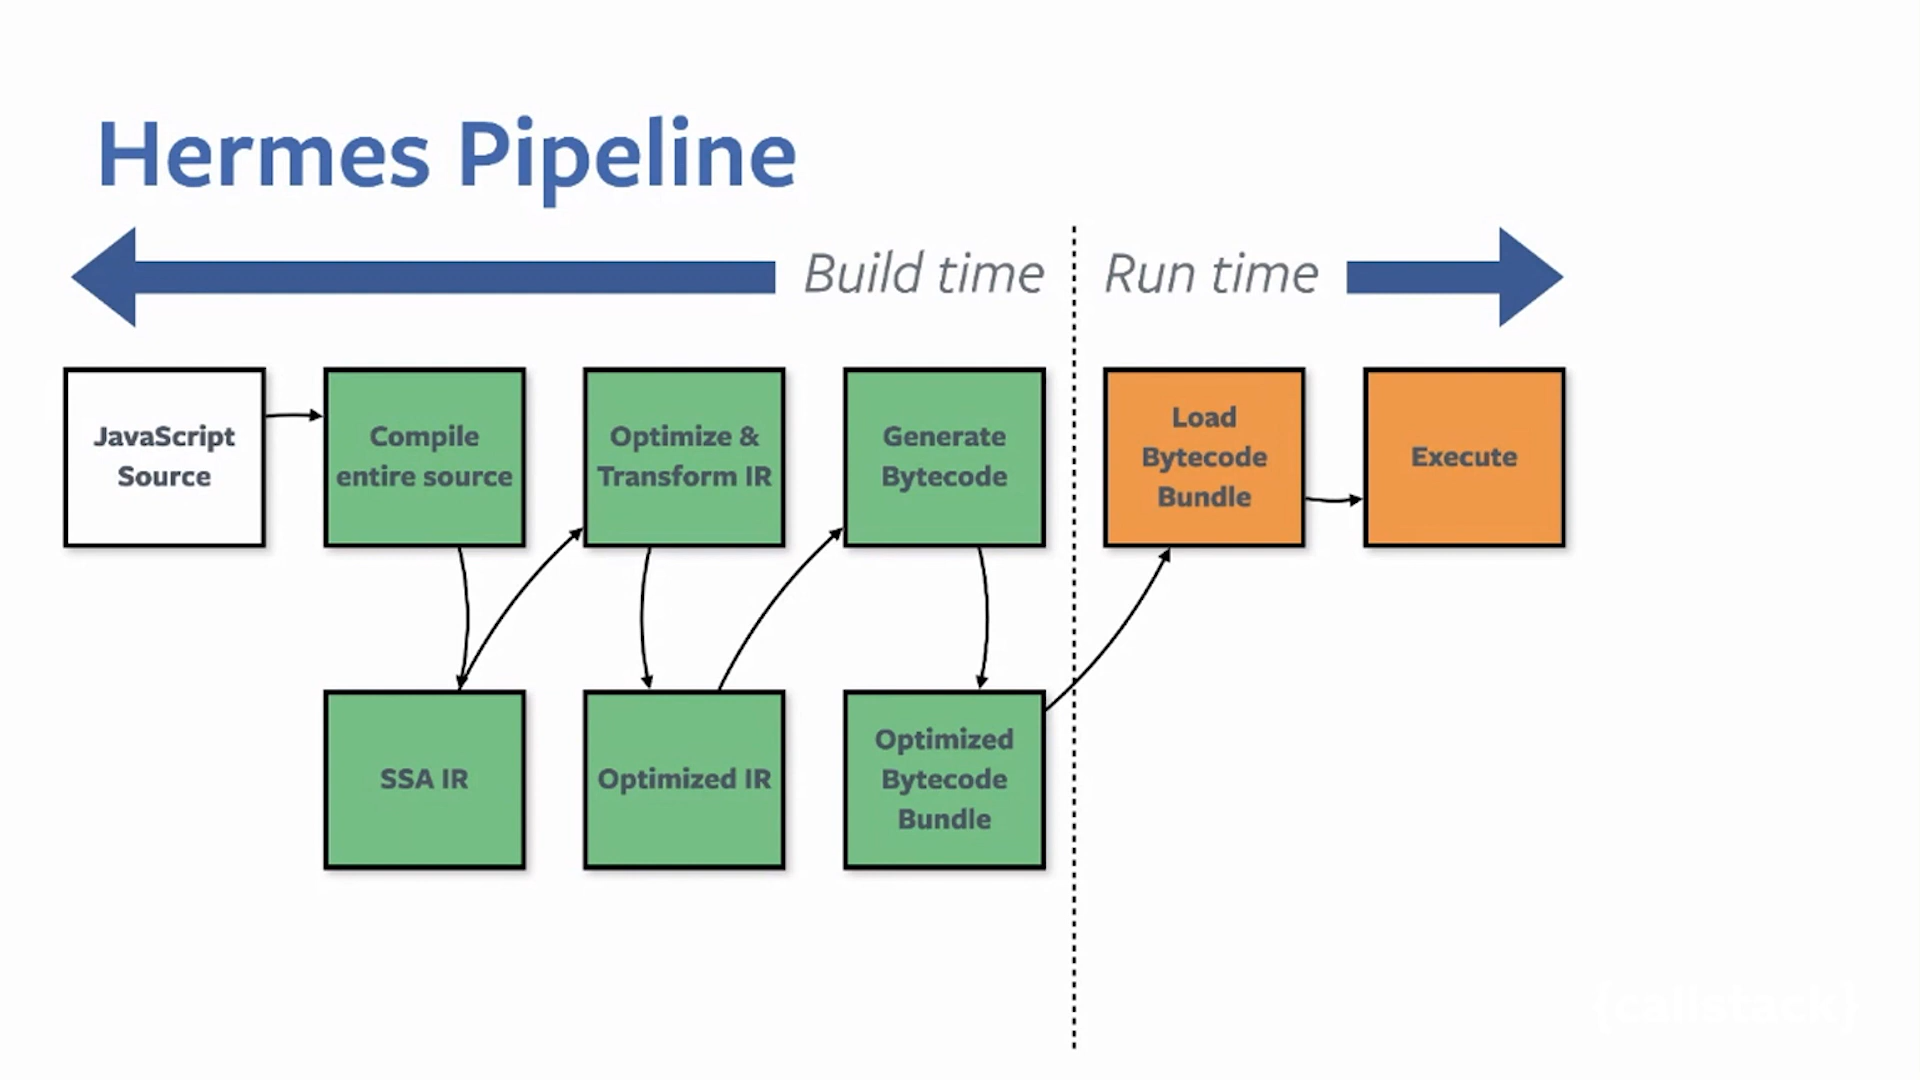 Hermes Pipeline
Build time
Run time
JavaScript
Source
Compile
entire source
Optimize &
Transform IR
Generate
Bytecode
Load
Bytecode
Bundle
Execute
SSA IR
Optimized IR
Optimized
Bytecode
Bundle
{callstack}